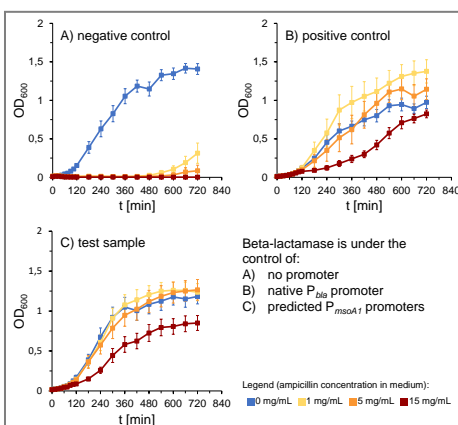 A) negative control
2
1,5
1
0,5
0
OD600
0 120 240 360 480 600 720 840
t [min]
B) positive control
2
1,5
1
0,5
0
OD600
0 120 240 360 480 600 720 840
t [min]
C) test sample
2
1,5
1
0,5
0
OD600
0 120 240 360 480 600 720 840
t [min]
Beta-lactamase is under the
control of:
A) no promoter
B) native Pbla promoter
C) predicted PmsoA1 promoters
Legend (ampicillin concentration in medium):
0 mg/mL 1 mg/mL 5 mg/mL 15 mg/mL